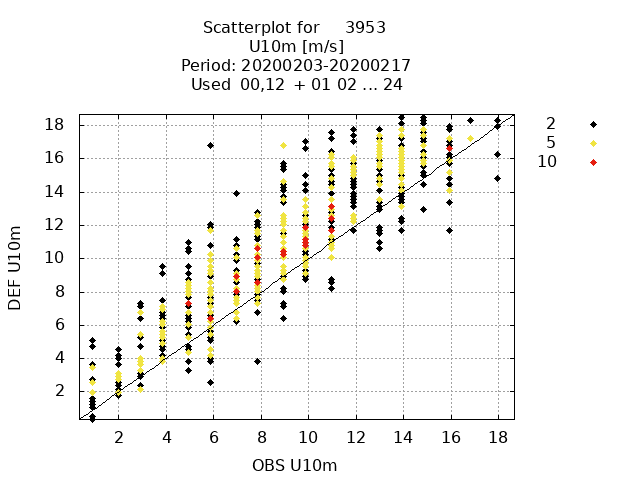 Scatterplot for 3953
U10m [m/s]
Period: 20200203-20200217
Used 00,12 + 01 02 ... 24
2
5
10
18
16
14
12
10
8
6
4
2
DEF U10m
2 4 6 8 10 12 14 16 18
OBS U10m